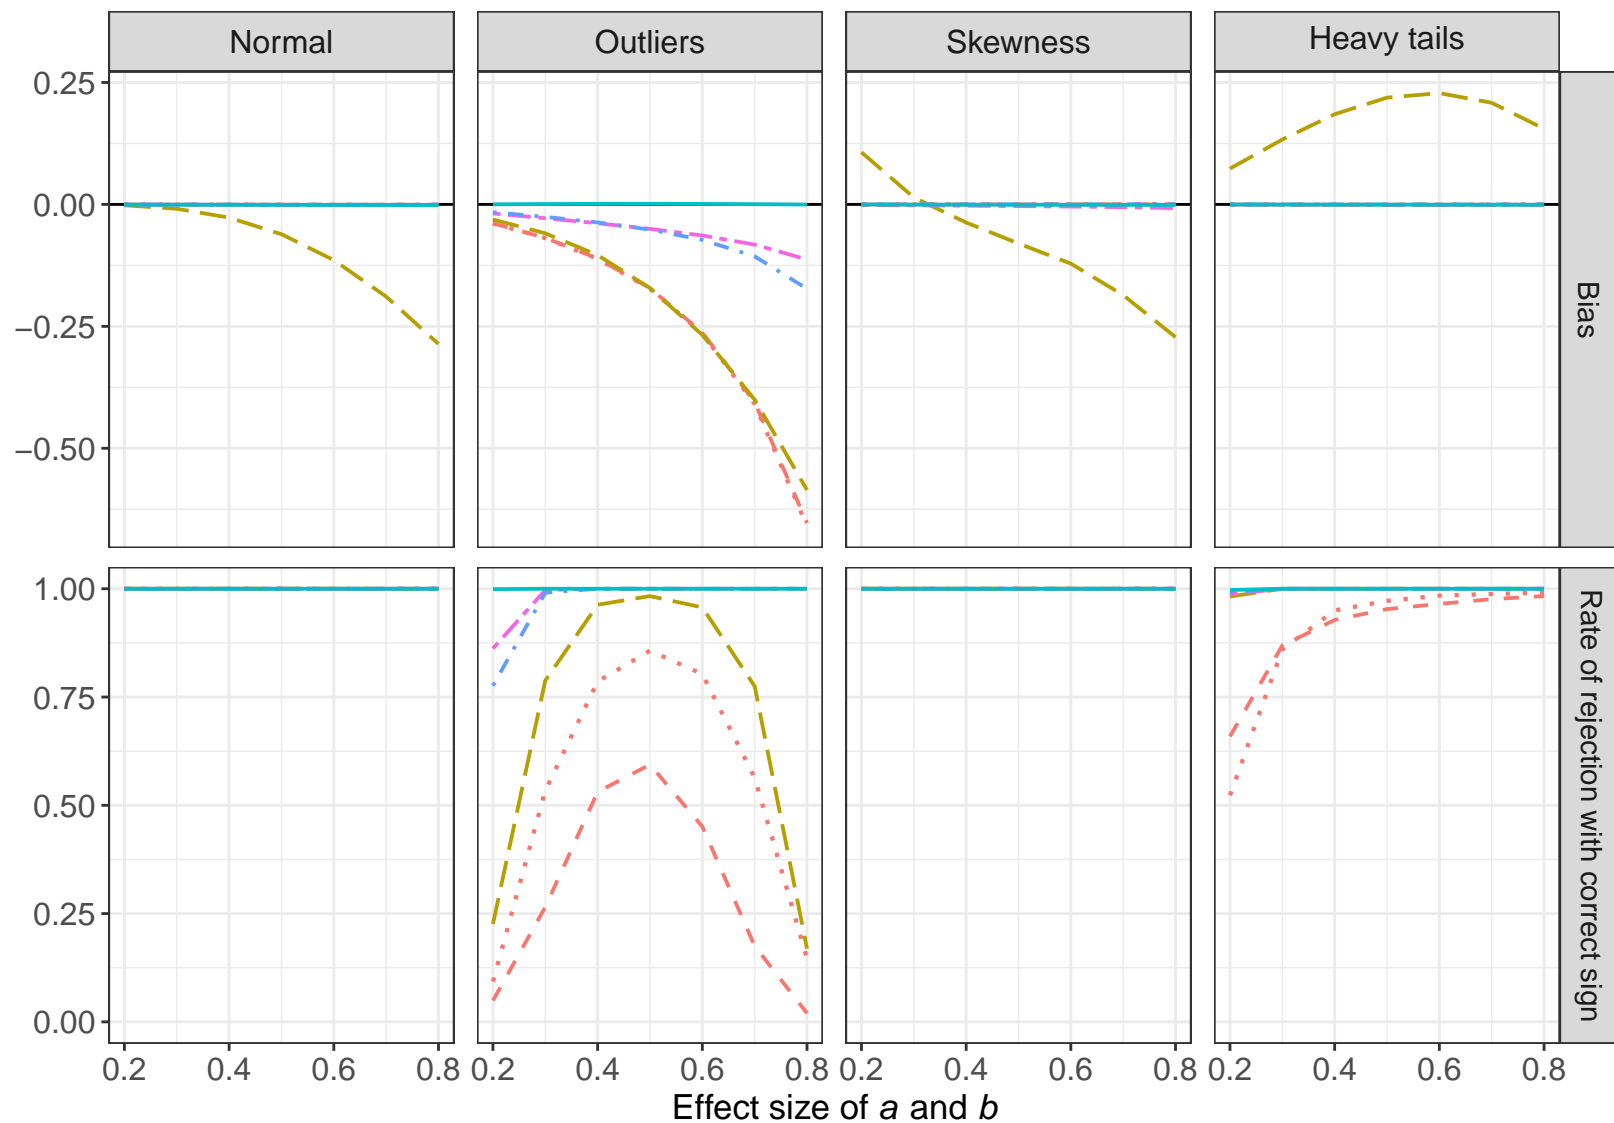 Normal Outliers Skewness Heavy tails
0.25
0.00
−0.25
−0.50
Bias
1.00
0.75
0.50
0.25
0.00
Rate of rejection with correct sign
0.2 0.4 0.6 0.8 0.2 0.4 0.6 0.8 0.2 0.4 0.6 0.8 0.2 0.4 0.6 0.8
Effect size of a and b